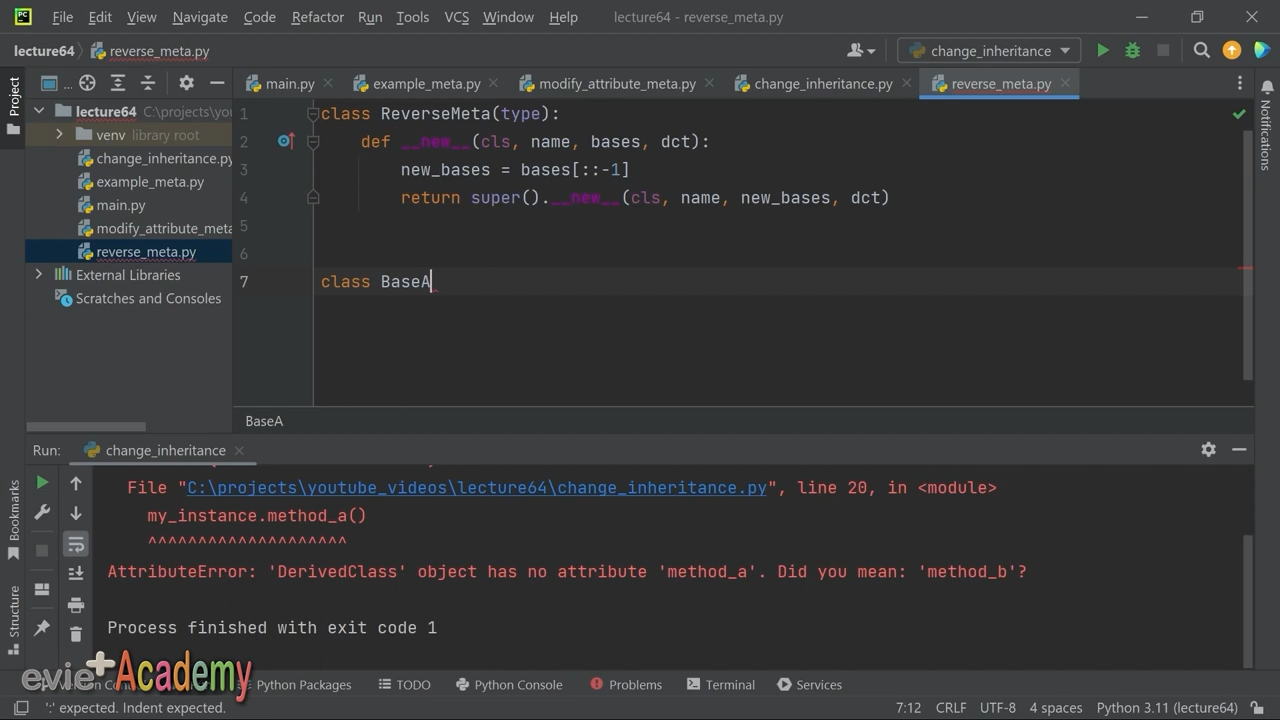 File Edit View Navigate Code Refactor Run Tools VCS Window Help lecture64 - reverse_meta.py
lecture64 reverse_meta.py change_inheritance
Project
... main.py example_meta.py modify_attribute_meta.py change_inheritance.py reverse_meta.py
lecture64 C:\projects\you
venv library root
change_inheritance.py
example_meta.py
main.py
modify_attribute_meta
reverse_meta.py
External Libraries
Scratches and Consoles
1 class ReverseMeta(type):
2 def __new__(cls, name, bases, dct):
3 new_bases = bases[::-1]
4 return super().__new__(cls, name, new_bases, dct)
5
6
7 class BaseA
BaseA
Notifications
Run: change_inheritance
File "C:\projects\youtube_videos\lecture64\change_inheritance.py", line 20, in <module>
my_instance.method_a()
^^^^^^^^^^^^^^^^^^^^
AttributeError: 'DerivedClass' object has no attribute 'method_a'. Did you mean: 'method_b'?
Process finished with exit code 1
Bookmarks
Structure
evie+Academy
Python Packages TODO Python Console Problems Terminal Services
':' expected. Indent expected. 7:12 CRLF UTF-8 4 spaces Python 3.11 (lecture64)